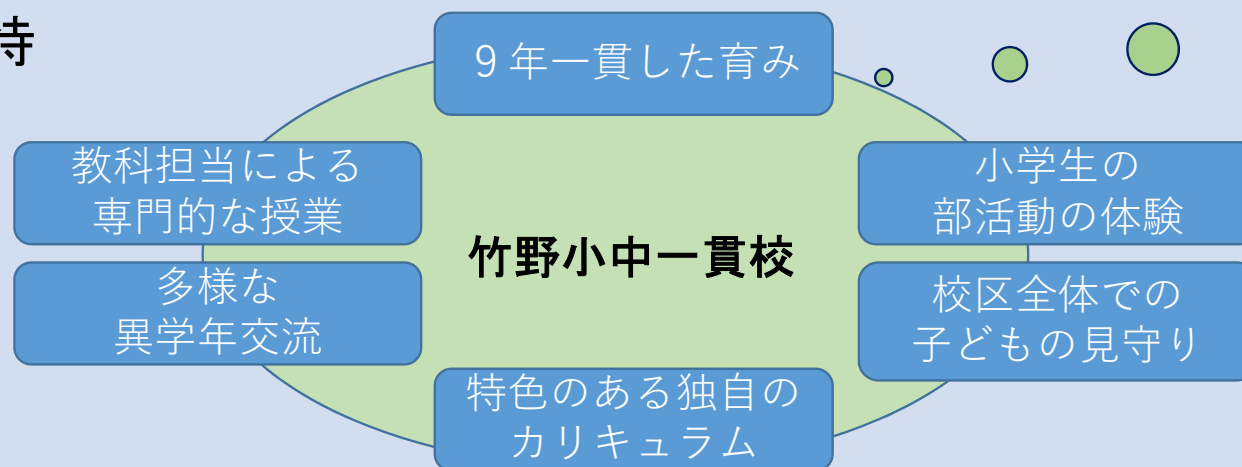 待
９年一貫した育み
教科担当による
専門的な授業
小学生の
部活動の体験
竹野小中一貫校
多様な
異学年交流
校区全体での
子どもの見守り
特色のある独自の
カリキュラム